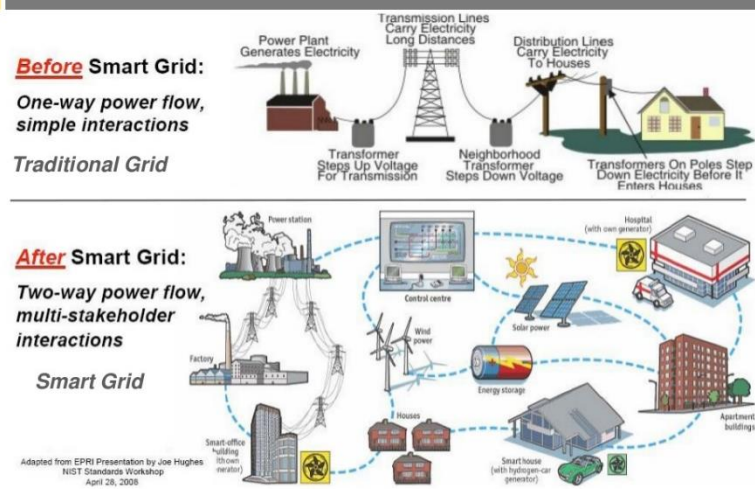 Before Smart Grid:
One-way power flow,
simple interactions
Traditional Grid
Power Plant
Generates Electricity
Transmission Lines
Carry Electricity
Long Distances
Distribution Lines
Carry Electricity
To Houses
Transformer
Steps Up Voltage
For Transmission
Neighborhood
Transformer
Steps Down Voltage
Transformers On Poles Step
Down Electricity Before It
Enters Houses
After Smart Grid:
Two-way power flow,
multi-stakeholder
interactions
Smart Grid
Power station
Control centre
Hospital
(with own generator)
Solar power
Wind
power
Factory
Energy storage
Apartment
buildings
Houses
Smart-office
building
Smart house
(with hydrogen-car
generator)
Adapted from EPRI Presentation by Joe Hughes
NIST Standards Workshop
April 28, 2008